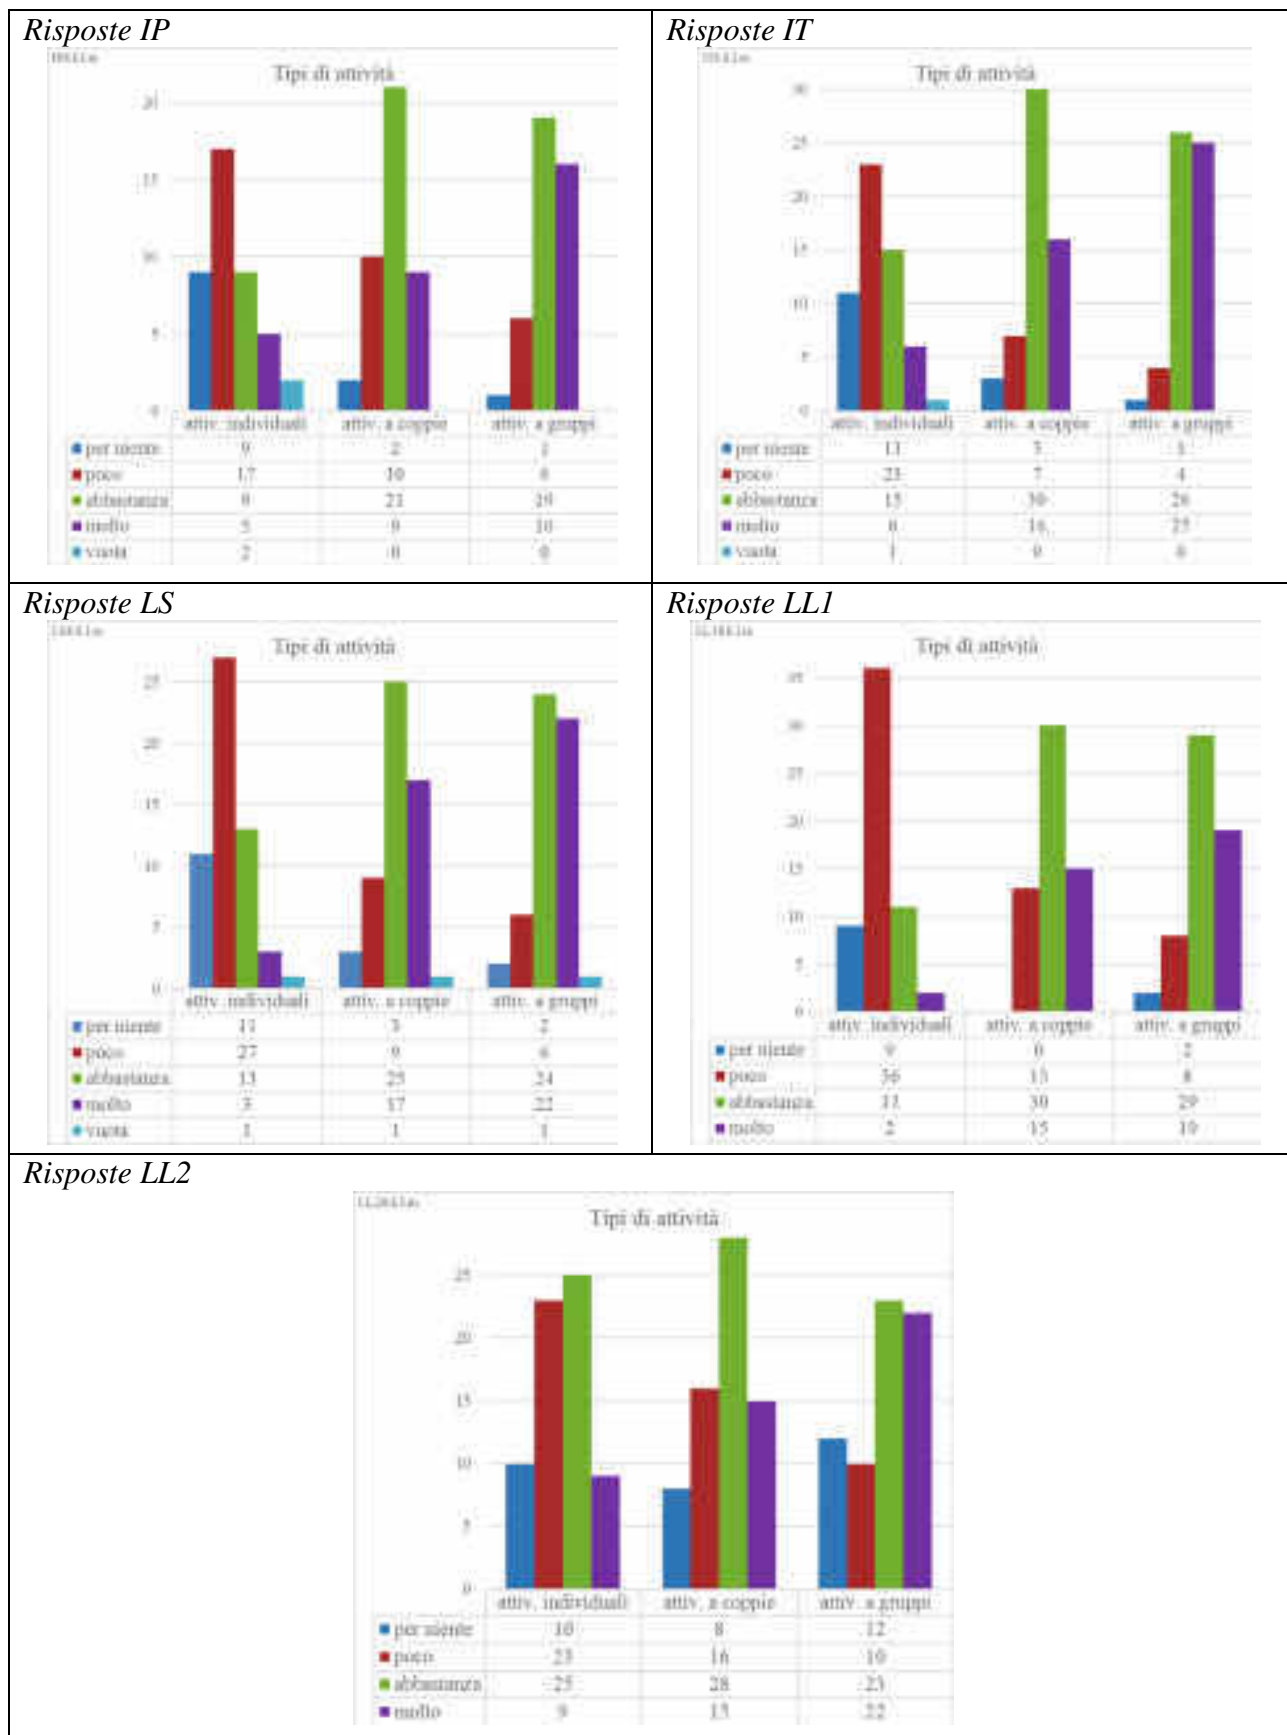 Risposte IP
Tipi di attività
20
15
10
5
0
attiv. individuali attiv. a coppie attiv. a gruppi
per niente 9 2 1
poco 17 10 6
abbastanza 9 21 19
molto 5 9 16
vuota 2 0 0
Risposte IT
Tipi di attività
30
25
20
15
10
5
0
attiv. individuali attiv. a coppie attiv. a gruppi
per niente 11 3 1
poco 23 7 4
abbastanza 15 30 26
molto 6 16 25
vuota 1 0 0
Risposte LS
Tipi di attività
25
20
15
10
5
0
attiv. individuali attiv. a coppie attiv. a gruppi
per niente 11 3 2
poco 27 9 6
abbastanza 13 25 24
molto 3 17 22
vuota 1 1 1
Risposte LL1
Tipi di attività
35
30
25
20
15
10
5
0
attiv. individuali attiv. a coppie attiv. a gruppi
per niente 9 0 2
poco 36 13 8
abbastanza 11 30 29
molto 2 15 19
Risposte LL2
Tipi di attività
25
20
15
10
5
0
attiv. individuali attiv. a coppie attiv. a gruppi
per niente 10 8 12
poco 23 16 10
abbastanza 25 28 23
molto 9 15 22